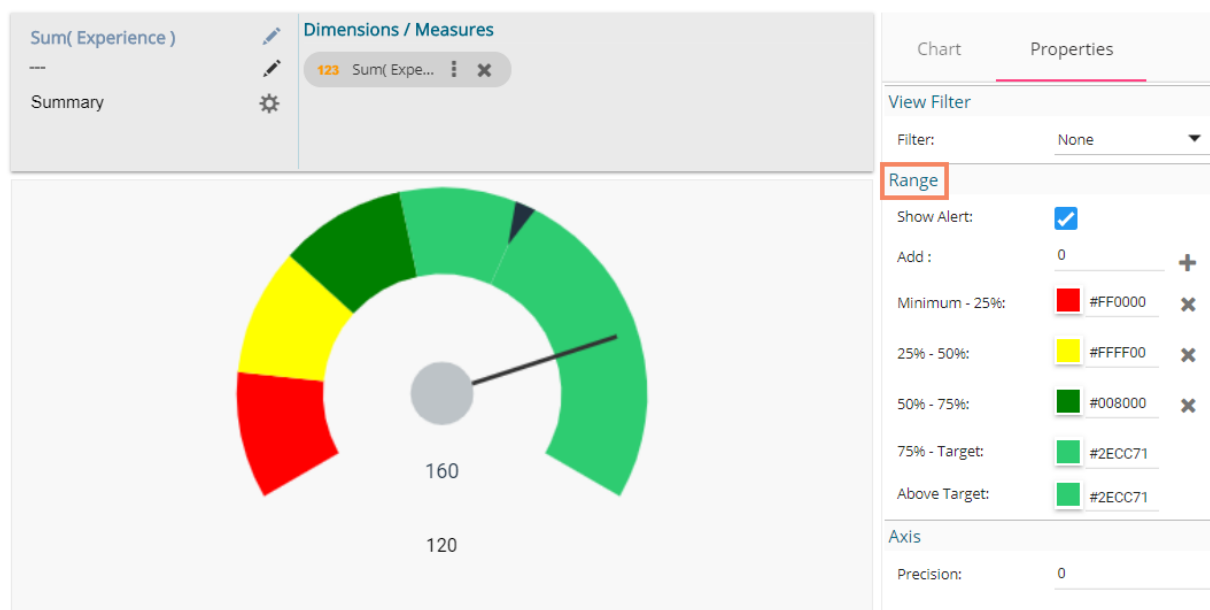 Sum( Experience )
---
Summary
Dimensions / Measures
123 Sum( Expe...
160
120
Chart Properties
View Filter
Filter: None
Range
Show Alert:
Add : 0
Minimum - 25%: #FF0000
25% - 50%: #FFFF00
50% - 75%: #008000
75% - Target: #2ECC71
Above Target: #2ECC71
Axis
Precision: 0